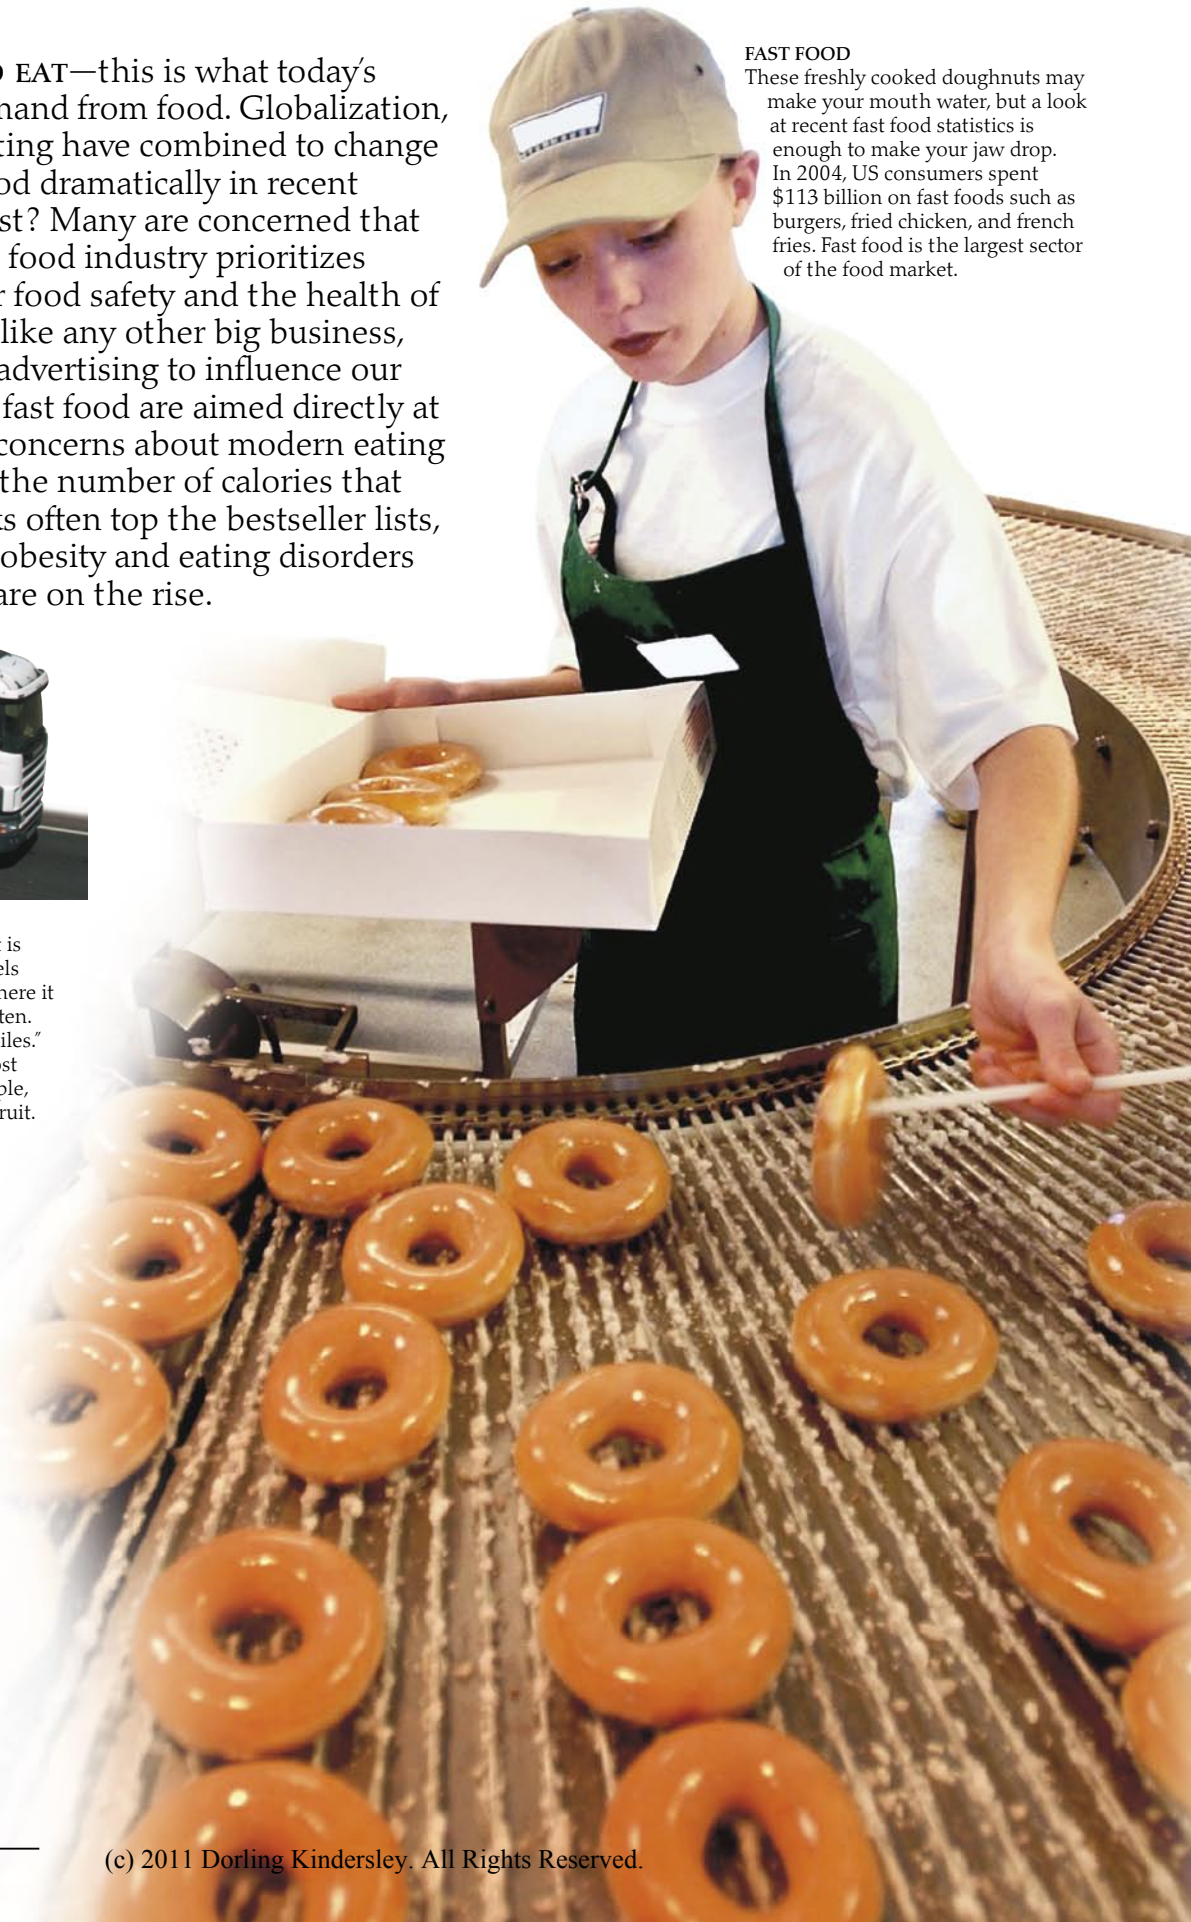 EAT—this is what today's
mand from food. Globalization,
ting have combined to change
od dramatically in recent
st? Many are concerned that
food industry prioritizes
r food safety and the health of
like any other big business,
advertising to influence our
fast food are aimed directly at
concerns about modern eating
the number of calories that
ks often top the bestseller lists,
obesity and eating disorders
are on the rise.
FAST FOOD
These freshly cooked doughnuts may
make your mouth water, but a look
at recent fast food statistics is
enough to make your jaw drop.
In 2004, US consumers spent
$113 billion on fast foods such as
burgers, fried chicken, and french
fries. Fast food is the largest sector
of the food market.
is
els
here it
ten.
iles."
ost
ple,
ruit.
(c) 2011 Dorling Kindersley. All Rights Reserved.